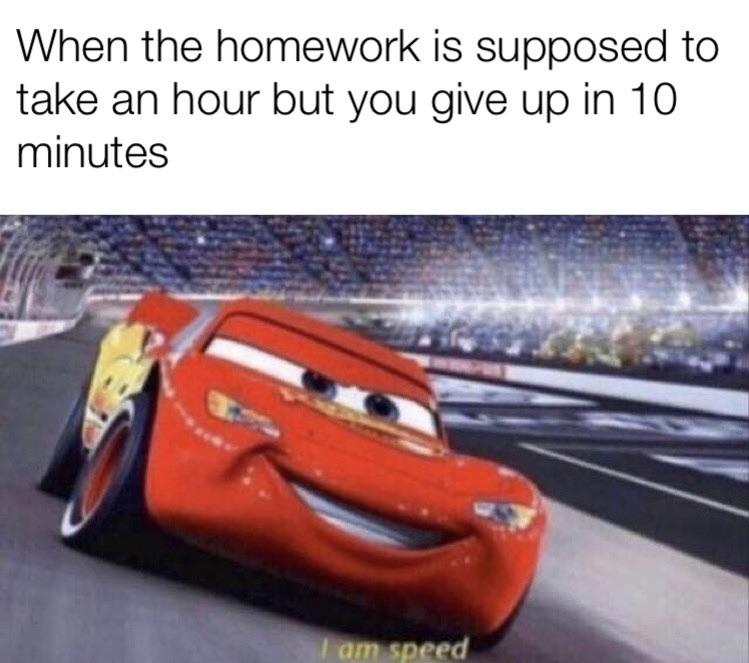 When the homework is supposed to
take an hour but you give up in 10
minutes
I am speed